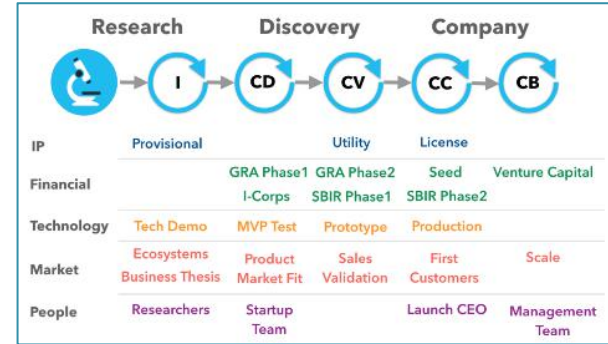 Research Discovery Company
I CD CV CC CB
IP Provisional Utility License
Financial GRA Phase1 GRA Phase2 Seed Venture Capital
I-Corps SBIR Phase1 SBIR Phase2
Technology Tech Demo MVP Test Prototype Production
Market Ecosystems Product Sales First Scale
Business Thesis Market Fit Validation Customers
People Researchers Startup Launch CEO Management
Team Team